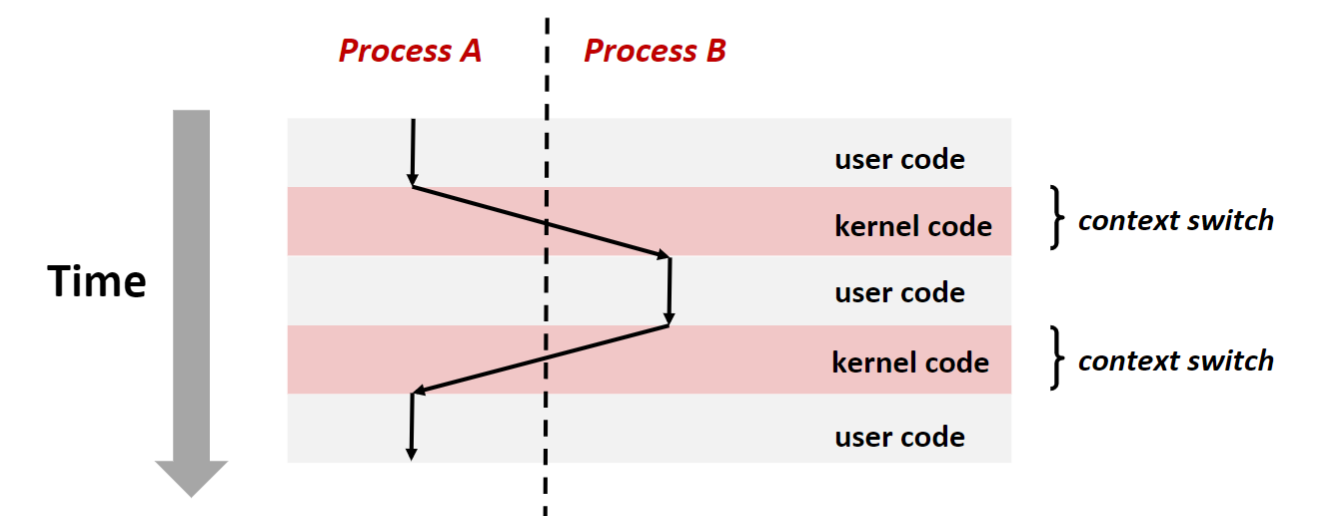 Process A
Process B
user code
kernel code
context switch
Time
user code
kernel code
context switch
user code